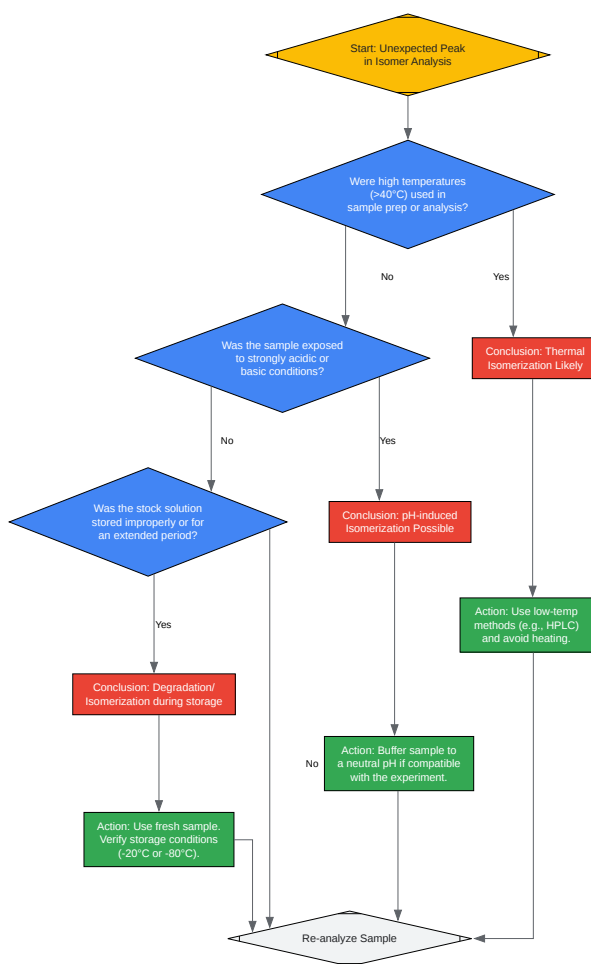 Start: Unexpected Peak
in Isomer Analysis
Were high temperatures
(>40°C) used in
sample prep or analysis?
No
Yes
Was the sample exposed
to strongly acidic or
basic conditions?
Conclusion: Thermal
Isomerization Likely
No
Yes
Was the stock solution
stored improperly or for
an extended period?
Conclusion: pH-induced
Isomerization Possible
Action: Use low-temp
methods (e.g., HPLC)
and avoid heating.
Yes
Conclusion: Degradation/
Isomerization during storage
No
Action: Buffer sample to
a neutral pH if compatible
with the experiment.
Action: Use fresh sample.
Verify storage conditions
(-20°C or -80°C).
Re-analyze Sample